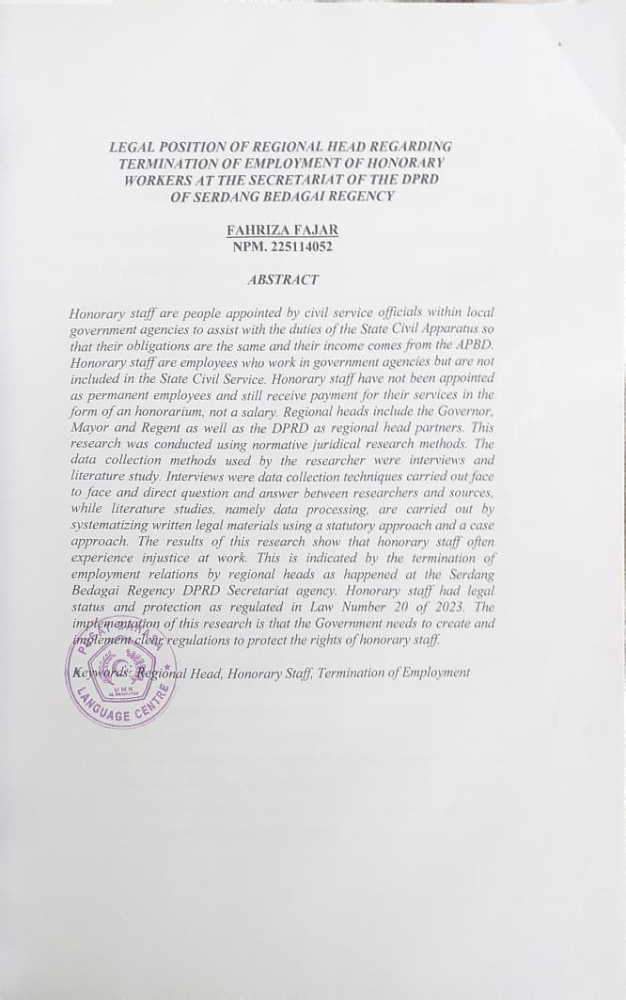 LEGAL POSITION OF REGIONAL HEAD REGARDING
TERMINATION OF EMPLOYMENT OF HONORARY
WORKERS AT THE SECRETARIAT OF THE DPRD
OF SERDANG BEDAGAI REGENCY
FAHRIZA FAJAR
NPM. 225114052
ABSTRACT
Honorary staff are people appointed by civil service officials within local
government agencies to assist with the duties of the State Civil Apparatus so
that their obligations are the same and their income comes from the APBD.
Honorary staff are employees who work in government agencies but are not
included in the State Civil Service. Honorary staff have not been appointed
as permanent employees and still receive payment for their services in the
form of an honorarium, not a salary. Regional heads include the Governor,
Mayor and Regent as well as the DPRD as regional head partners. This
research was conducted using normative juridical research methods. The
data collection methods used by the researcher were interviews and
literature study. Interviews were data collection techniques carried out face
to face and direct question and answer between researchers and sources,
while literature studies, namely data processing, are carried out by
systematizing written legal materials using a statutory approach and a case
approach. The results of this research show that honorary staff often
experience injustice at work. This is indicated by the termination of
employment relations by regional heads as happened at the Serdang
Bedagai Regency DPRD Secretariat agency. Honorary staff had legal
status and protection as regulated in Law Number 20 of 2023. The
implementation of this research is that the Government needs to create and
implement clear regulations to protect the rights of honorary staff.
Keywords: Regional Head, Honorary Staff, Termination of Employment
PUSAT BAHASA
UMN
AL WASHLIYAH
LANGUAGE CENTRE